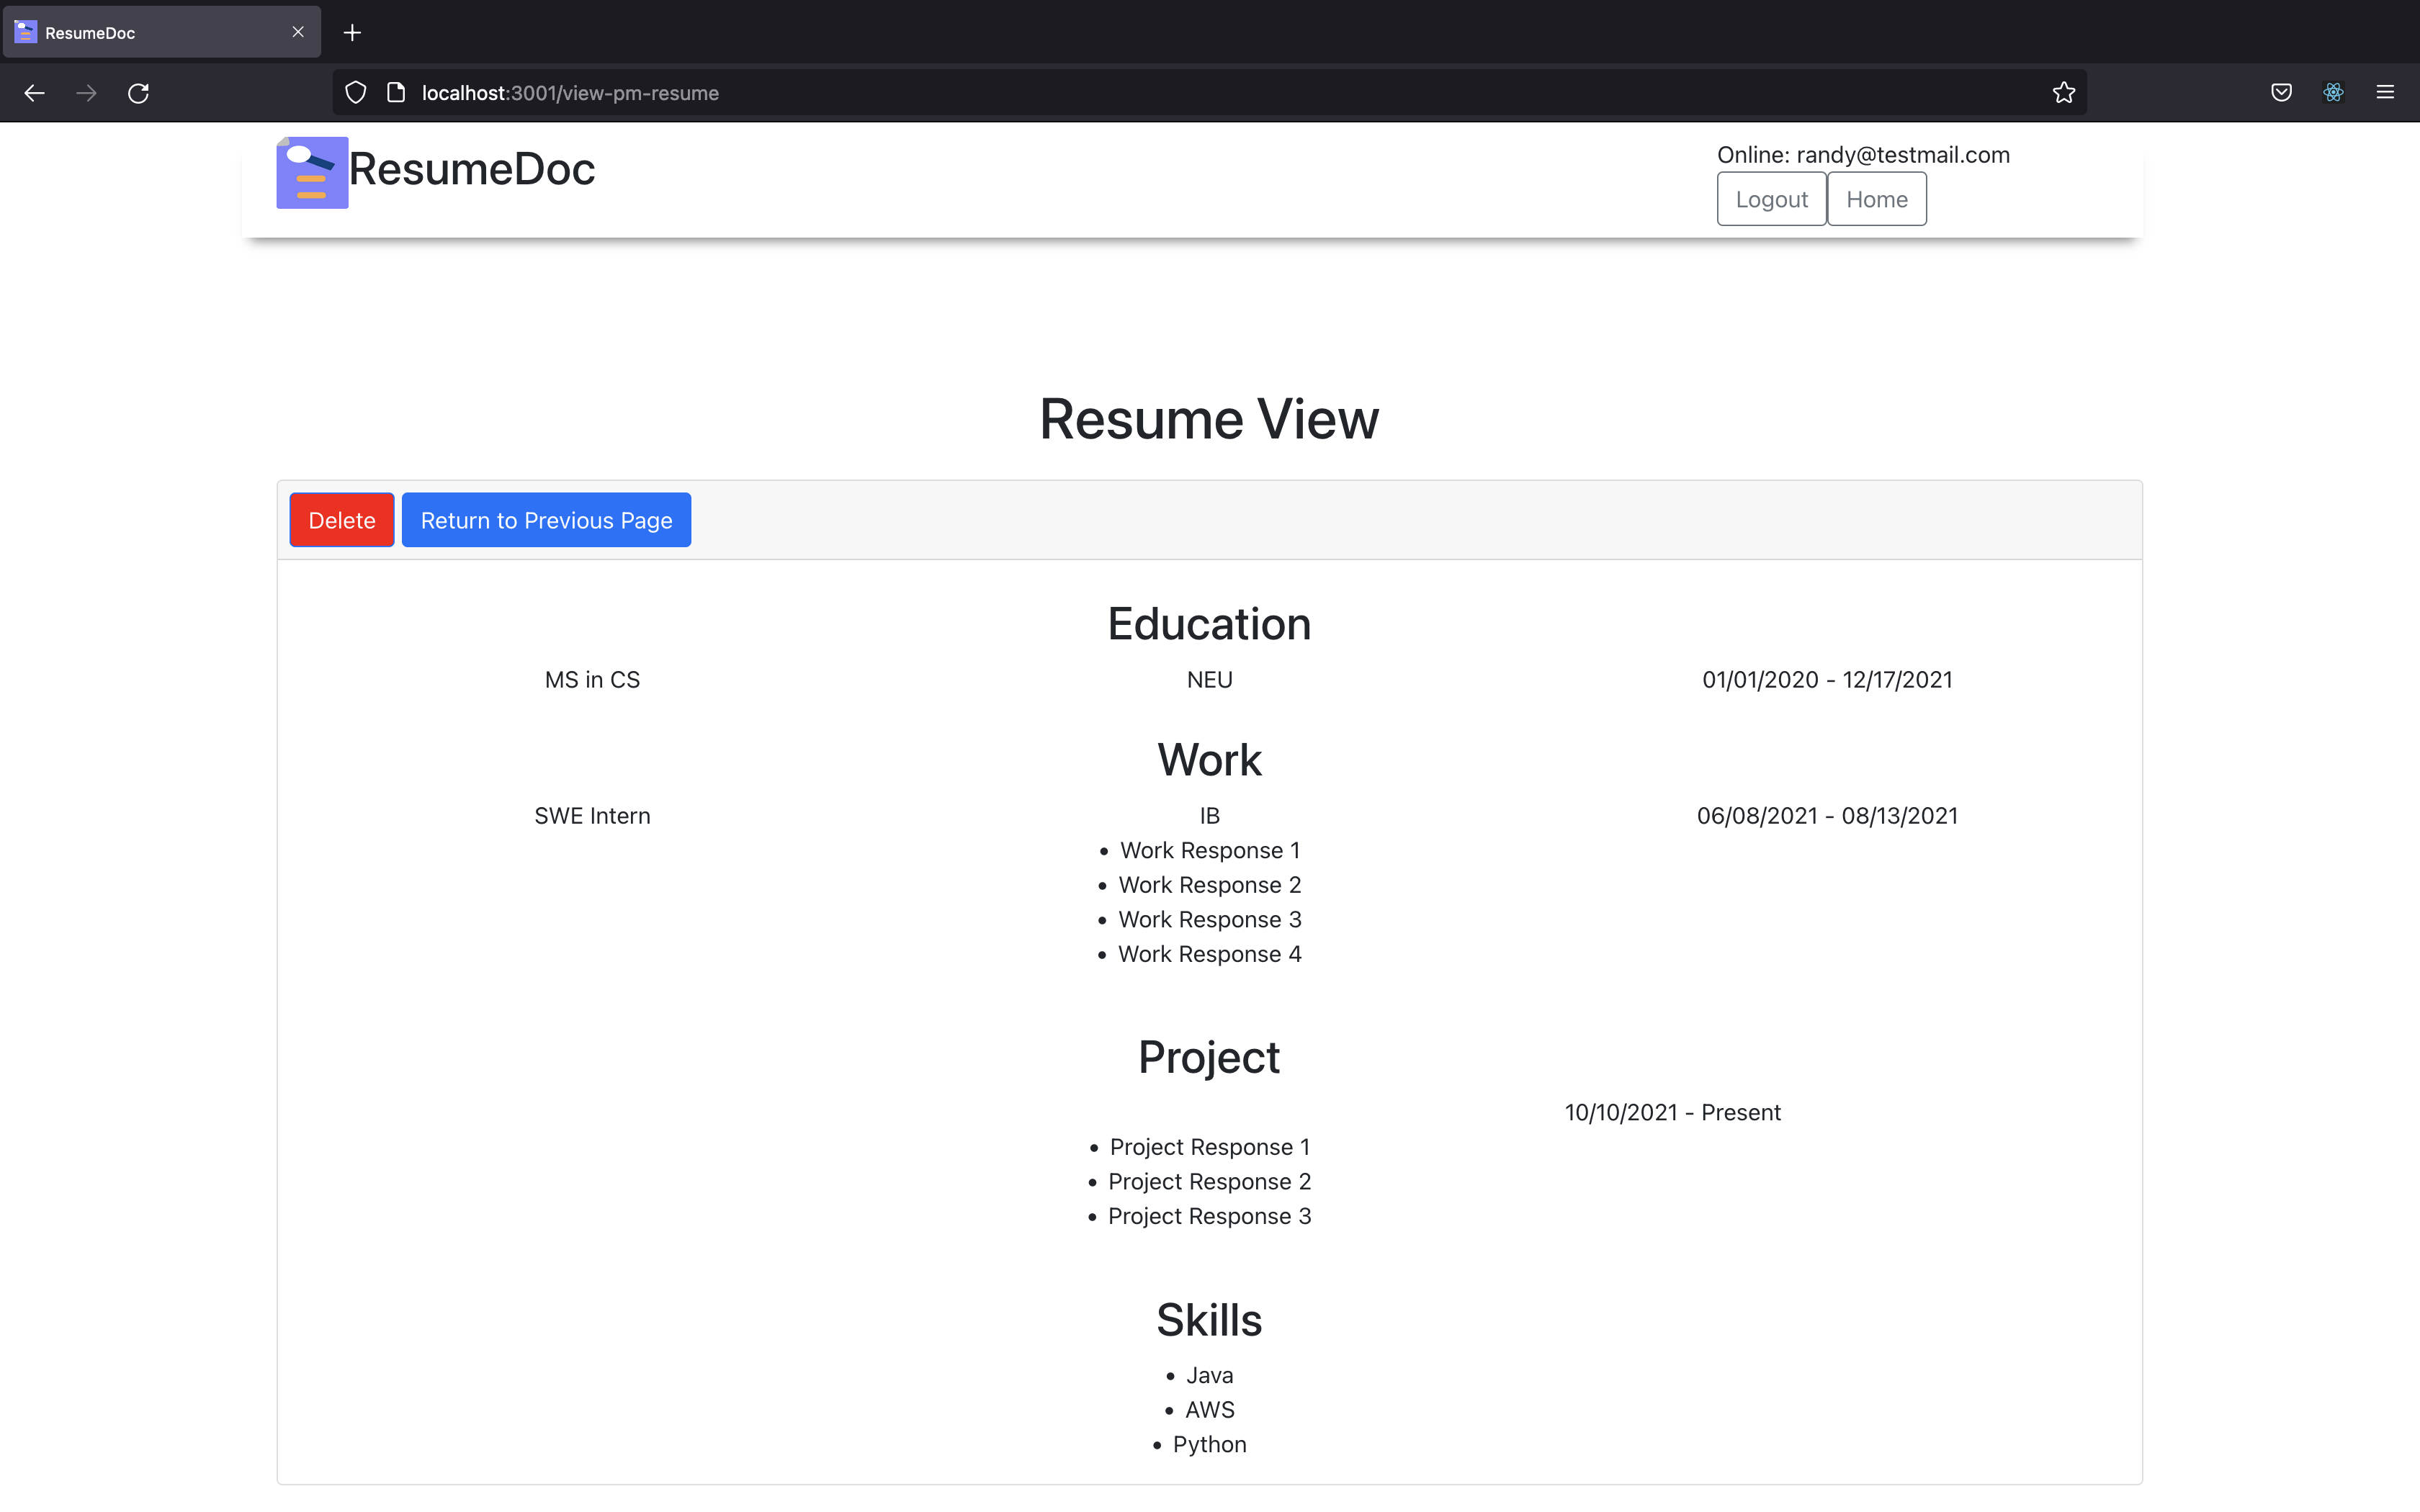 ResumeDoc
localhost:3001/view-pm-resume
ResumeDoc
Online: randy@testmail.com
Logout Home
Resume View
Delete Return to Previous Page
Education
MS in CS NEU 01/01/2020 - 12/17/2021
Work
SWE Intern IB 06/08/2021 - 08/13/2021
• Work Response 1
• Work Response 2
• Work Response 3
• Work Response 4
Project
10/10/2021 - Present
• Project Response 1
• Project Response 2
• Project Response 3
Skills
• Java
• AWS
• Python